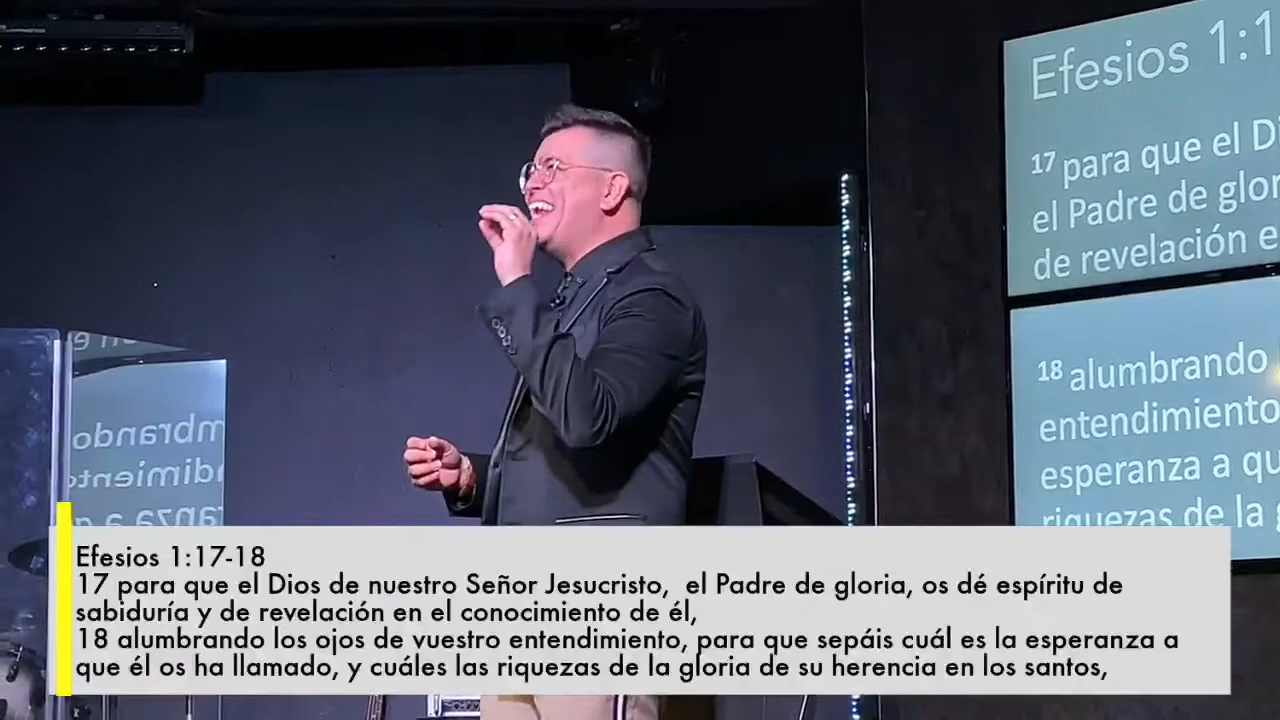 Efesios 1:1
17 para que el
el Padre de glor
de revelación e
18 alumbrando
entendimiento
esperanza a qu
riquezas de la
Efesios 1:17-18
17 para que el Dios de nuestro Señor Jesucristo,  el Padre de gloria, os dé espíritu de
sabiduría y de revelación en el conocimiento de él,
18 alumbrando los ojos de vuestro entendimiento, para que sepáis cuál es la esperanza a
que él os ha llamado, y cuáles las riquezas de la gloria de su herencia en los santos,